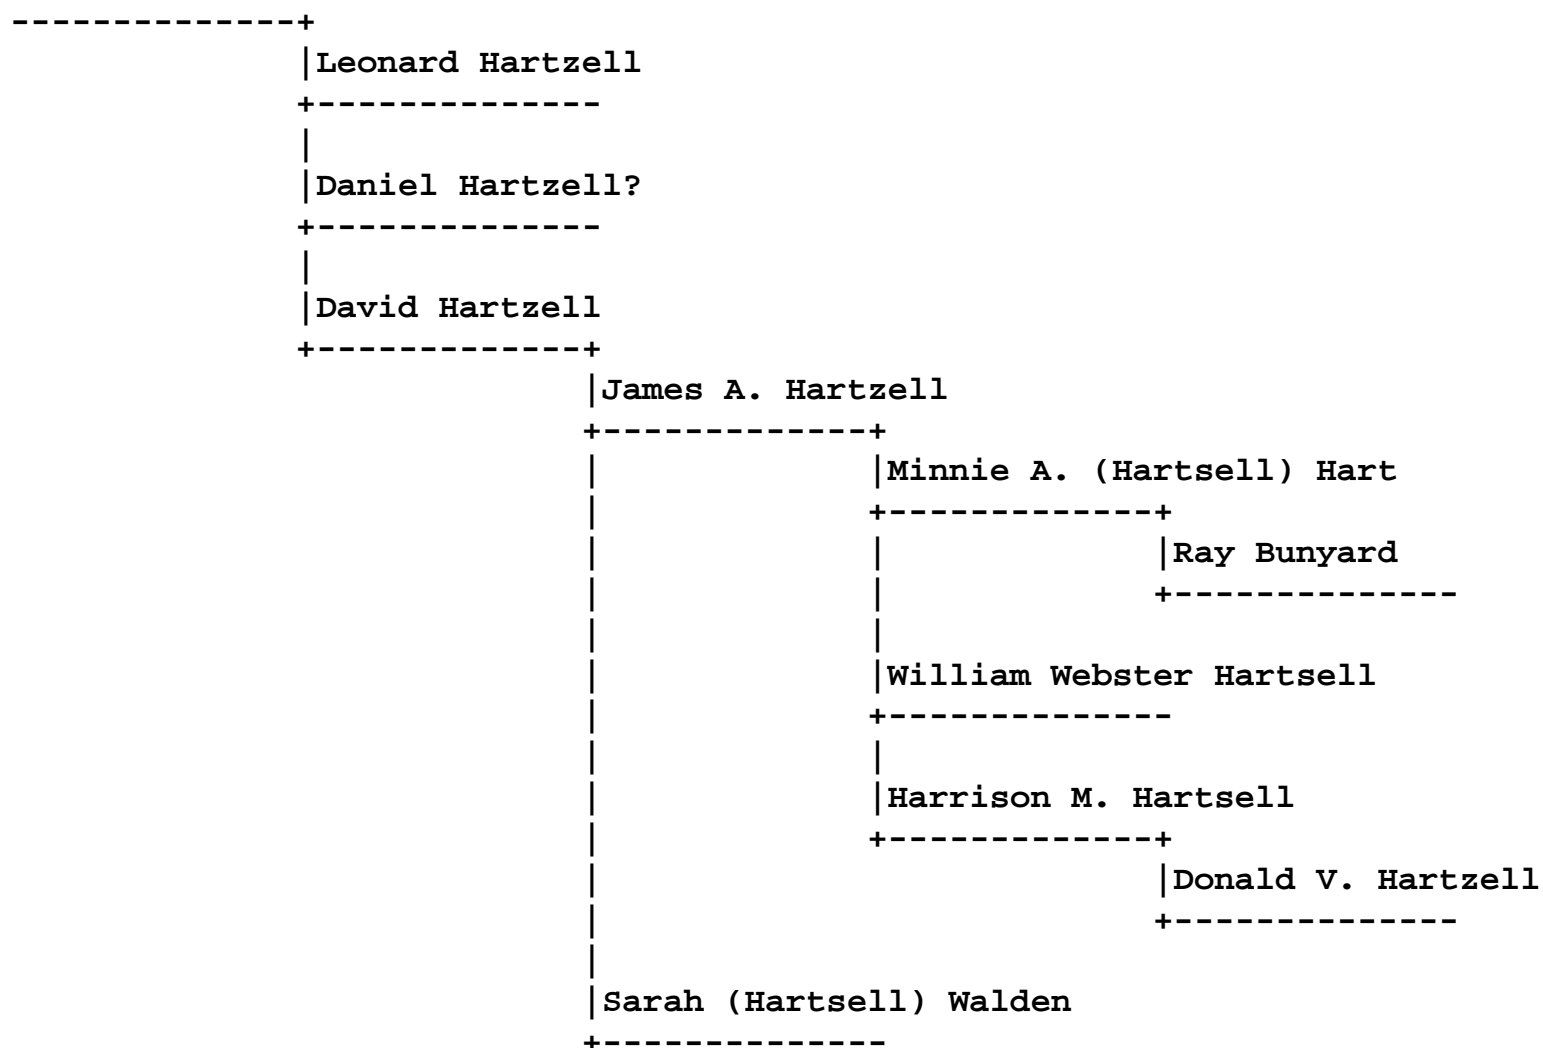 --------------+
|Leonard Hartzell
+--------------
|
|Daniel Hartzell?
+--------------
|
|David Hartzell
+-------------+
|James A. Hartzell
+-------------+
| |Minnie A. (Hartsell) Hart
| +-------------+
| | |Ray Bunyard
| | +--------------
| |
| |William Webster Hartsell
| +--------------
| |
| |Harrison M. Hartsell
| +-------------+
| |Donald V. Hartzell
| +--------------
|
|Sarah (Hartsell) Walden
+--------------